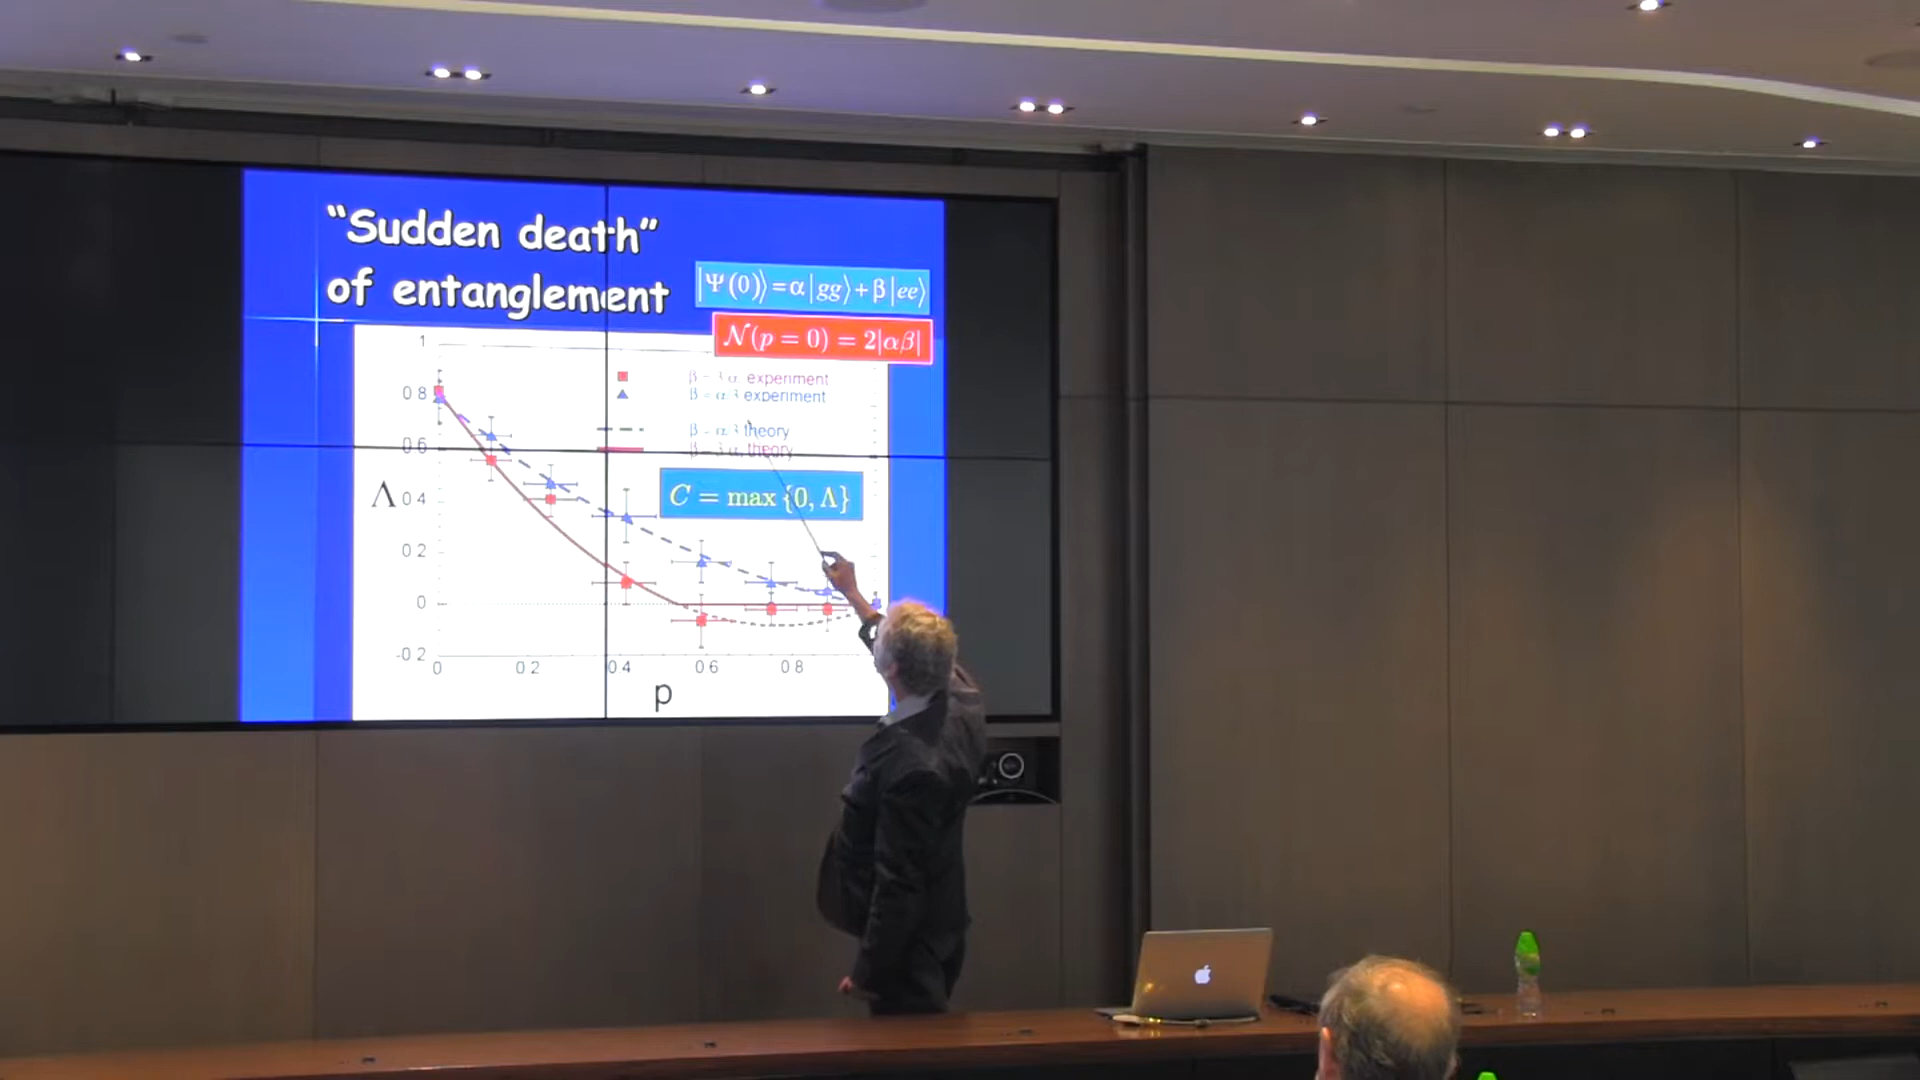 “Sudden death”
of entanglement
|Ψ(0)⟩=α|gg⟩+β|ee⟩
𝒩(p = 0) = 2|αβ|
1
0 8
0 6
0 4
0 2
0
-0 2
Λ
β = 3 α experiment
β = α/3 experiment
β = α/3 theory
β = 3 α theory
C = max {0, Λ}
0
0 2
0 4
0 6
0 8
p